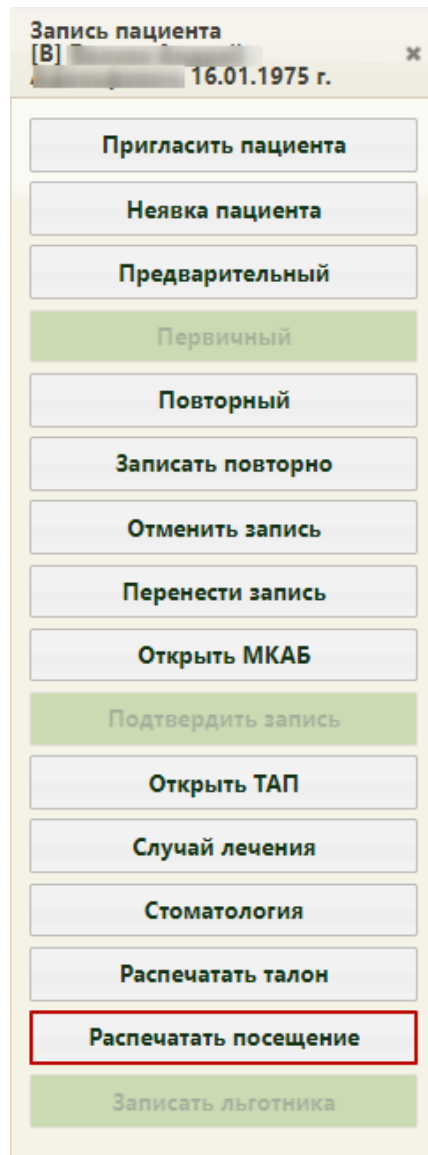 Запись пациента
[В]
16.01.1975 г.
Пригласить пациента
Неявка пациента
Предварительный
Первичный
Повторный
Записать повторно
Отменить запись
Перенести запись
Открыть МКАБ
Подтвердить запись
Открыть ТАП
Случай лечения
Стоматология
Распечатать талон
Распечатать посещение
Записать льготника